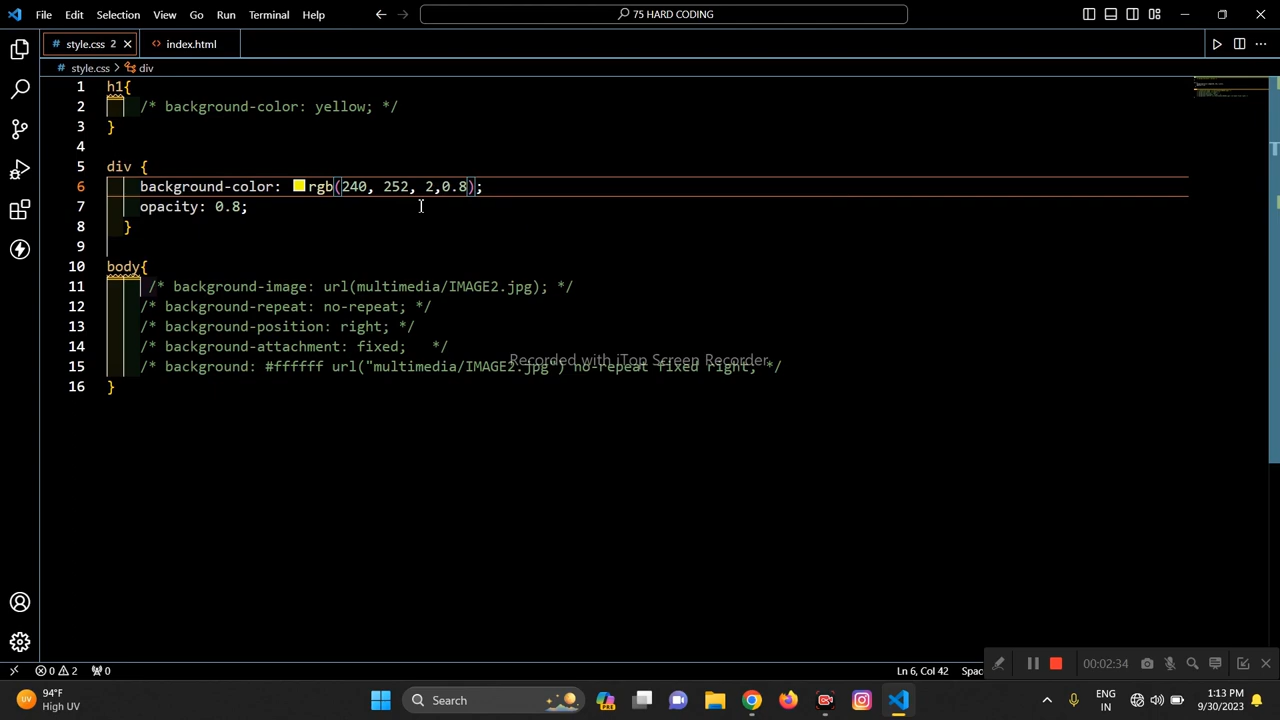 File Edit Selection View Go Run Terminal Help 75 HARD CODING
style.css 2 index.html
style.css > div
1 h1{
2 /* background-color: yellow; */
3 }
4
5 div {
6 background-color: rgb(240, 252, 2,0.8);
7 opacity: 0.8;
8 }
9
10 body{
11 /* background-image: url(multimedia/IMAGE2.jpg); */
12 /* background-repeat: no-repeat; */
13 /* background-position: right; */
14 /* background-attachment: fixed; */
Recorded with iTop Screen Recorder
15 /* background: #ffffff url("multimedia/IMAGE2.jpg") no-repeat fixed right; */
16 }
0 2 0 Ln 6, Col 42 Spac
00:02:34
94°F
High UV
Search
PRE
ENG
IN
1:13 PM
9/30/2023